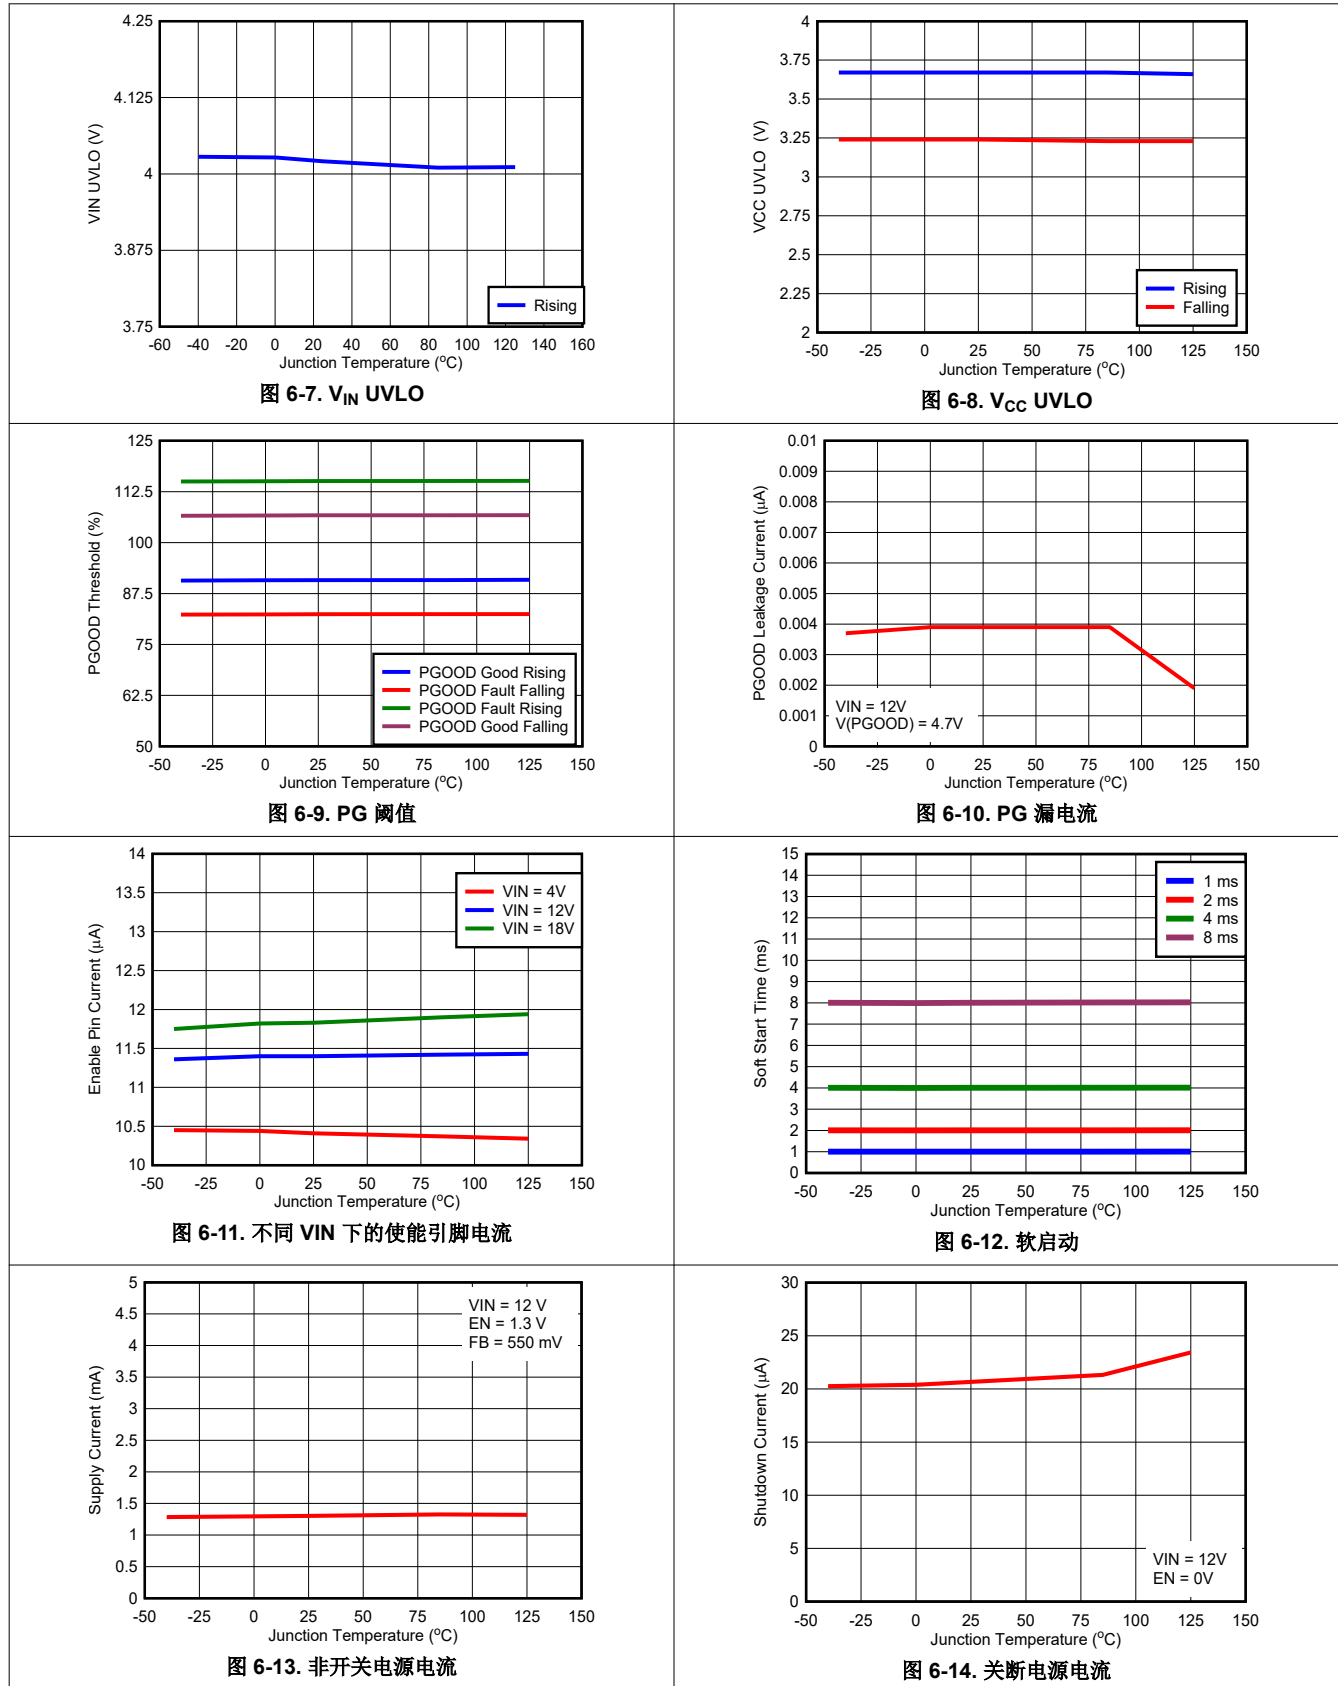 4.25
4.125
4
3.875
3.75
VIN UVLO (V)
Rising
-60 -40 -20 0 20 40 60 80 100 120 140 160
Junction Temperature (°C)
图 6-7. VIN UVLO
4
3.75
3.5
3.25
3
2.75
2.5
2.25
2
VCC UVLO (V)
Rising
Falling
-50 -25 0 25 50 75 100 125 150
Junction Temperature (°C)
图 6-8. VCC UVLO
125
112.5
100
87.5
75
62.5
50
PGOOD Threshold (%)
PGOOD Good Rising
PGOOD Fault Falling
PGOOD Fault Rising
PGOOD Good Falling
-50 -25 0 25 50 75 100 125 150
Junction Temperature (°C)
图 6-9. PG 阈值
0.01
0.009
0.008
0.007
0.006
0.005
0.004
0.003
0.002
0.001
0
PGOOD Leakage Current (μA)
VIN = 12V
V(PGOOD) = 4.7V
-50 -25 0 25 50 75 100 125 150
Junction Temperature (°C)
图 6-10. PG 漏电流
14
13.5
13
12.5
12
11.5
11
10.5
10
Enable Pin Current (μA)
VIN = 4V
VIN = 12V
VIN = 18V
-50 -25 0 25 50 75 100 125 150
Junction Temperature (°C)
图 6-11. 不同 VIN 下的使能引脚电流
15
14
13
12
11
10
9
8
7
6
5
4
3
2
1
0
Soft Start Time (ms)
1 ms
2 ms
4 ms
8 ms
-50 -25 0 25 50 75 100 125 150
Junction Temperature (°C)
图 6-12. 软启动
5
4.5
4
3.5
3
2.5
2
1.5
1
0.5
0
Supply Current (mA)
VIN = 12 V
EN = 1.3 V
FB = 550 mV
-50 -25 0 25 50 75 100 125 150
Junction Temperature (°C)
图 6-13. 非开关电源电流
30
25
20
15
10
5
0
Shutdown Current (μA)
VIN = 12V
EN = 0V
-50 -25 0 25 50 75 100 125 150
Junction Temperature (°C)
图 6-14. 关断电源电流